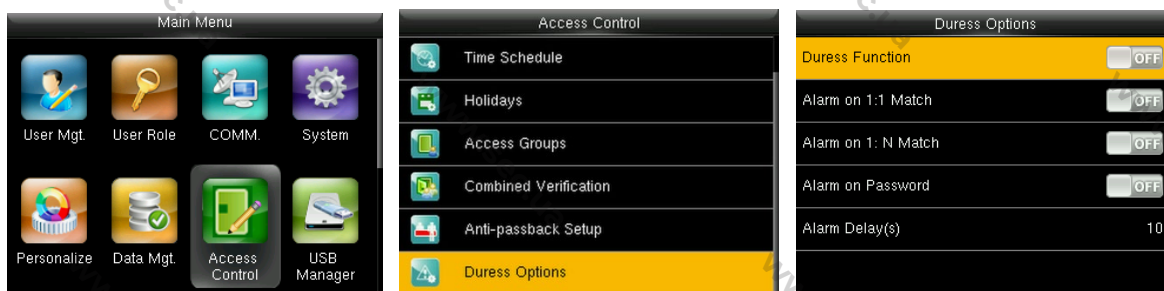 Main Menu
User Mgt.
User Role
COMM.
System
Personalize
Data Mgt.
Access
Control
USB
Manager
Access Control
Time Schedule
Holidays
Access Groups
Combined Verification
Anti-passback Setup
Duress Options
Duress Options
Duress Function OFF
Alarm on 1:1 Match OFF
Alarm on 1: N Match OFF
Alarm on Password OFF
Alarm Delay(s) 10